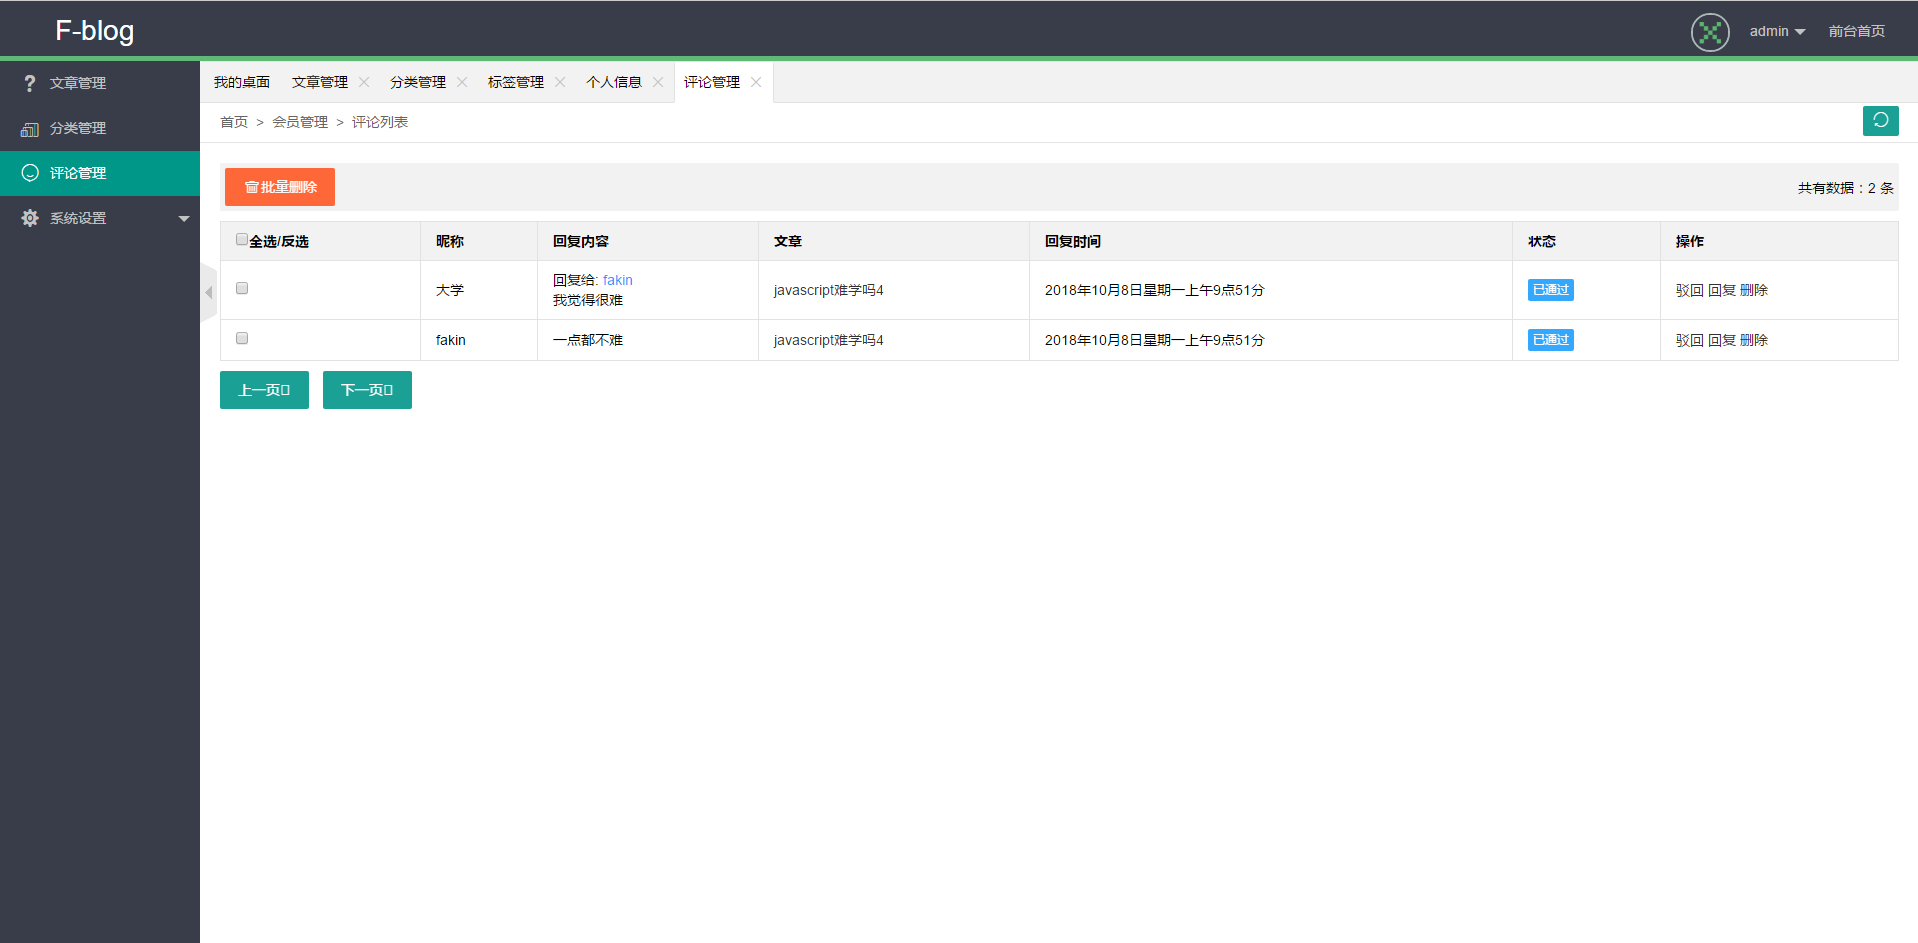 F-blog
admin 前台首页
文章管理
分类管理
评论管理
系统设置
我的桌面 文章管理 分类管理 标签管理 个人信息 评论管理
首页 > 会员管理 > 评论列表
批量删除 共有数据：2 条
全选/反选 昵称 回复内容 文章 回复时间 状态 操作
大学 回复给: fakin javascript难学吗4 2018年10月8日星期一上午9点51分 已通过 驳回 回复 删除
我觉得很难
fakin 一点都不难 javascript难学吗4 2018年10月8日星期一上午9点51分 已通过 驳回 回复 删除
上一页 下一页